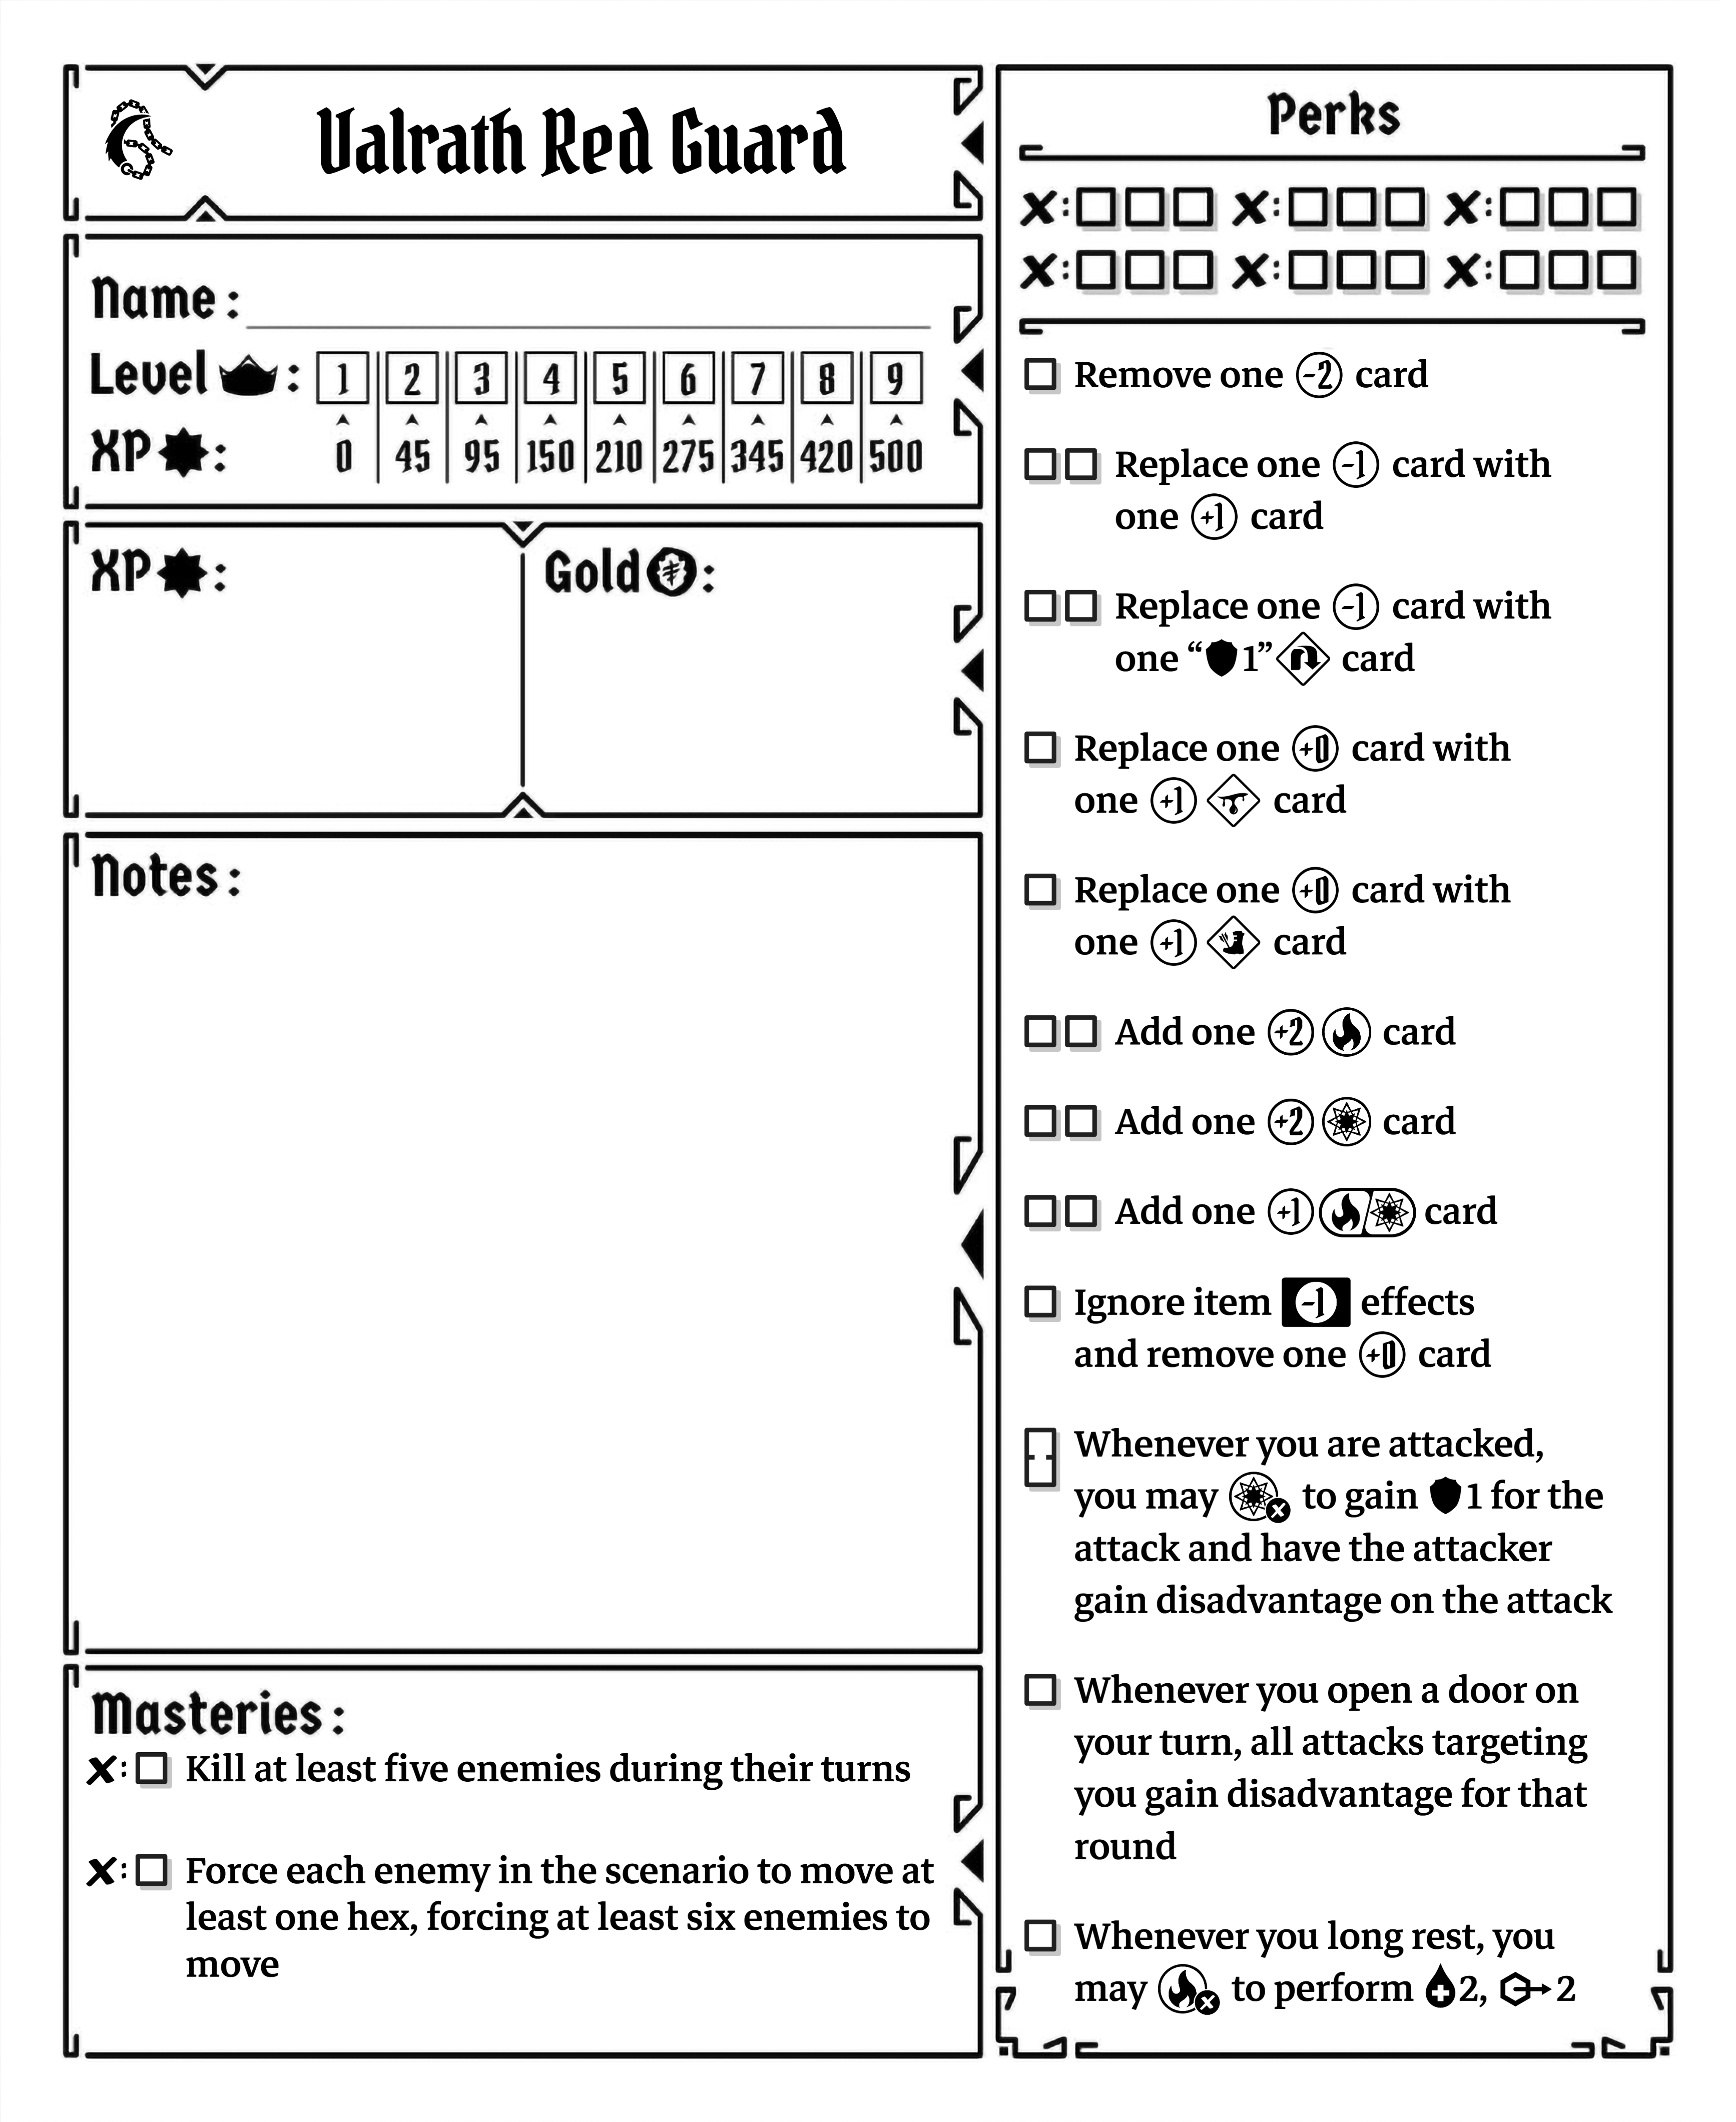 Valrath Red Guard
Name:
Level : 1 2 3 4 5 6 7 8 9
XP : 0 45 95 150 210 275 345 420 500
XP :
Gold :
Notes:
Masteries:
Kill at least five enemies during their turns
Force each enemy in the scenario to move at
least one hex, forcing at least six enemies to
move
Perks
Remove one -2 card
Replace one -1 card with
one +1 card
Replace one -1 card with
one “1” card
Replace one +0 card with
one +1 card
Replace one +0 card with
one +1 card
Add one +2 card
Add one +2 card
Add one +1 card
Ignore item -1 effects
and remove one +0 card
Whenever you are attacked,
you may to gain 1 for the
attack and have the attacker
gain disadvantage on the attack
Whenever you open a door on
your turn, all attacks targeting
you gain disadvantage for that
round
Whenever you long rest, you
may to perform 2, 2